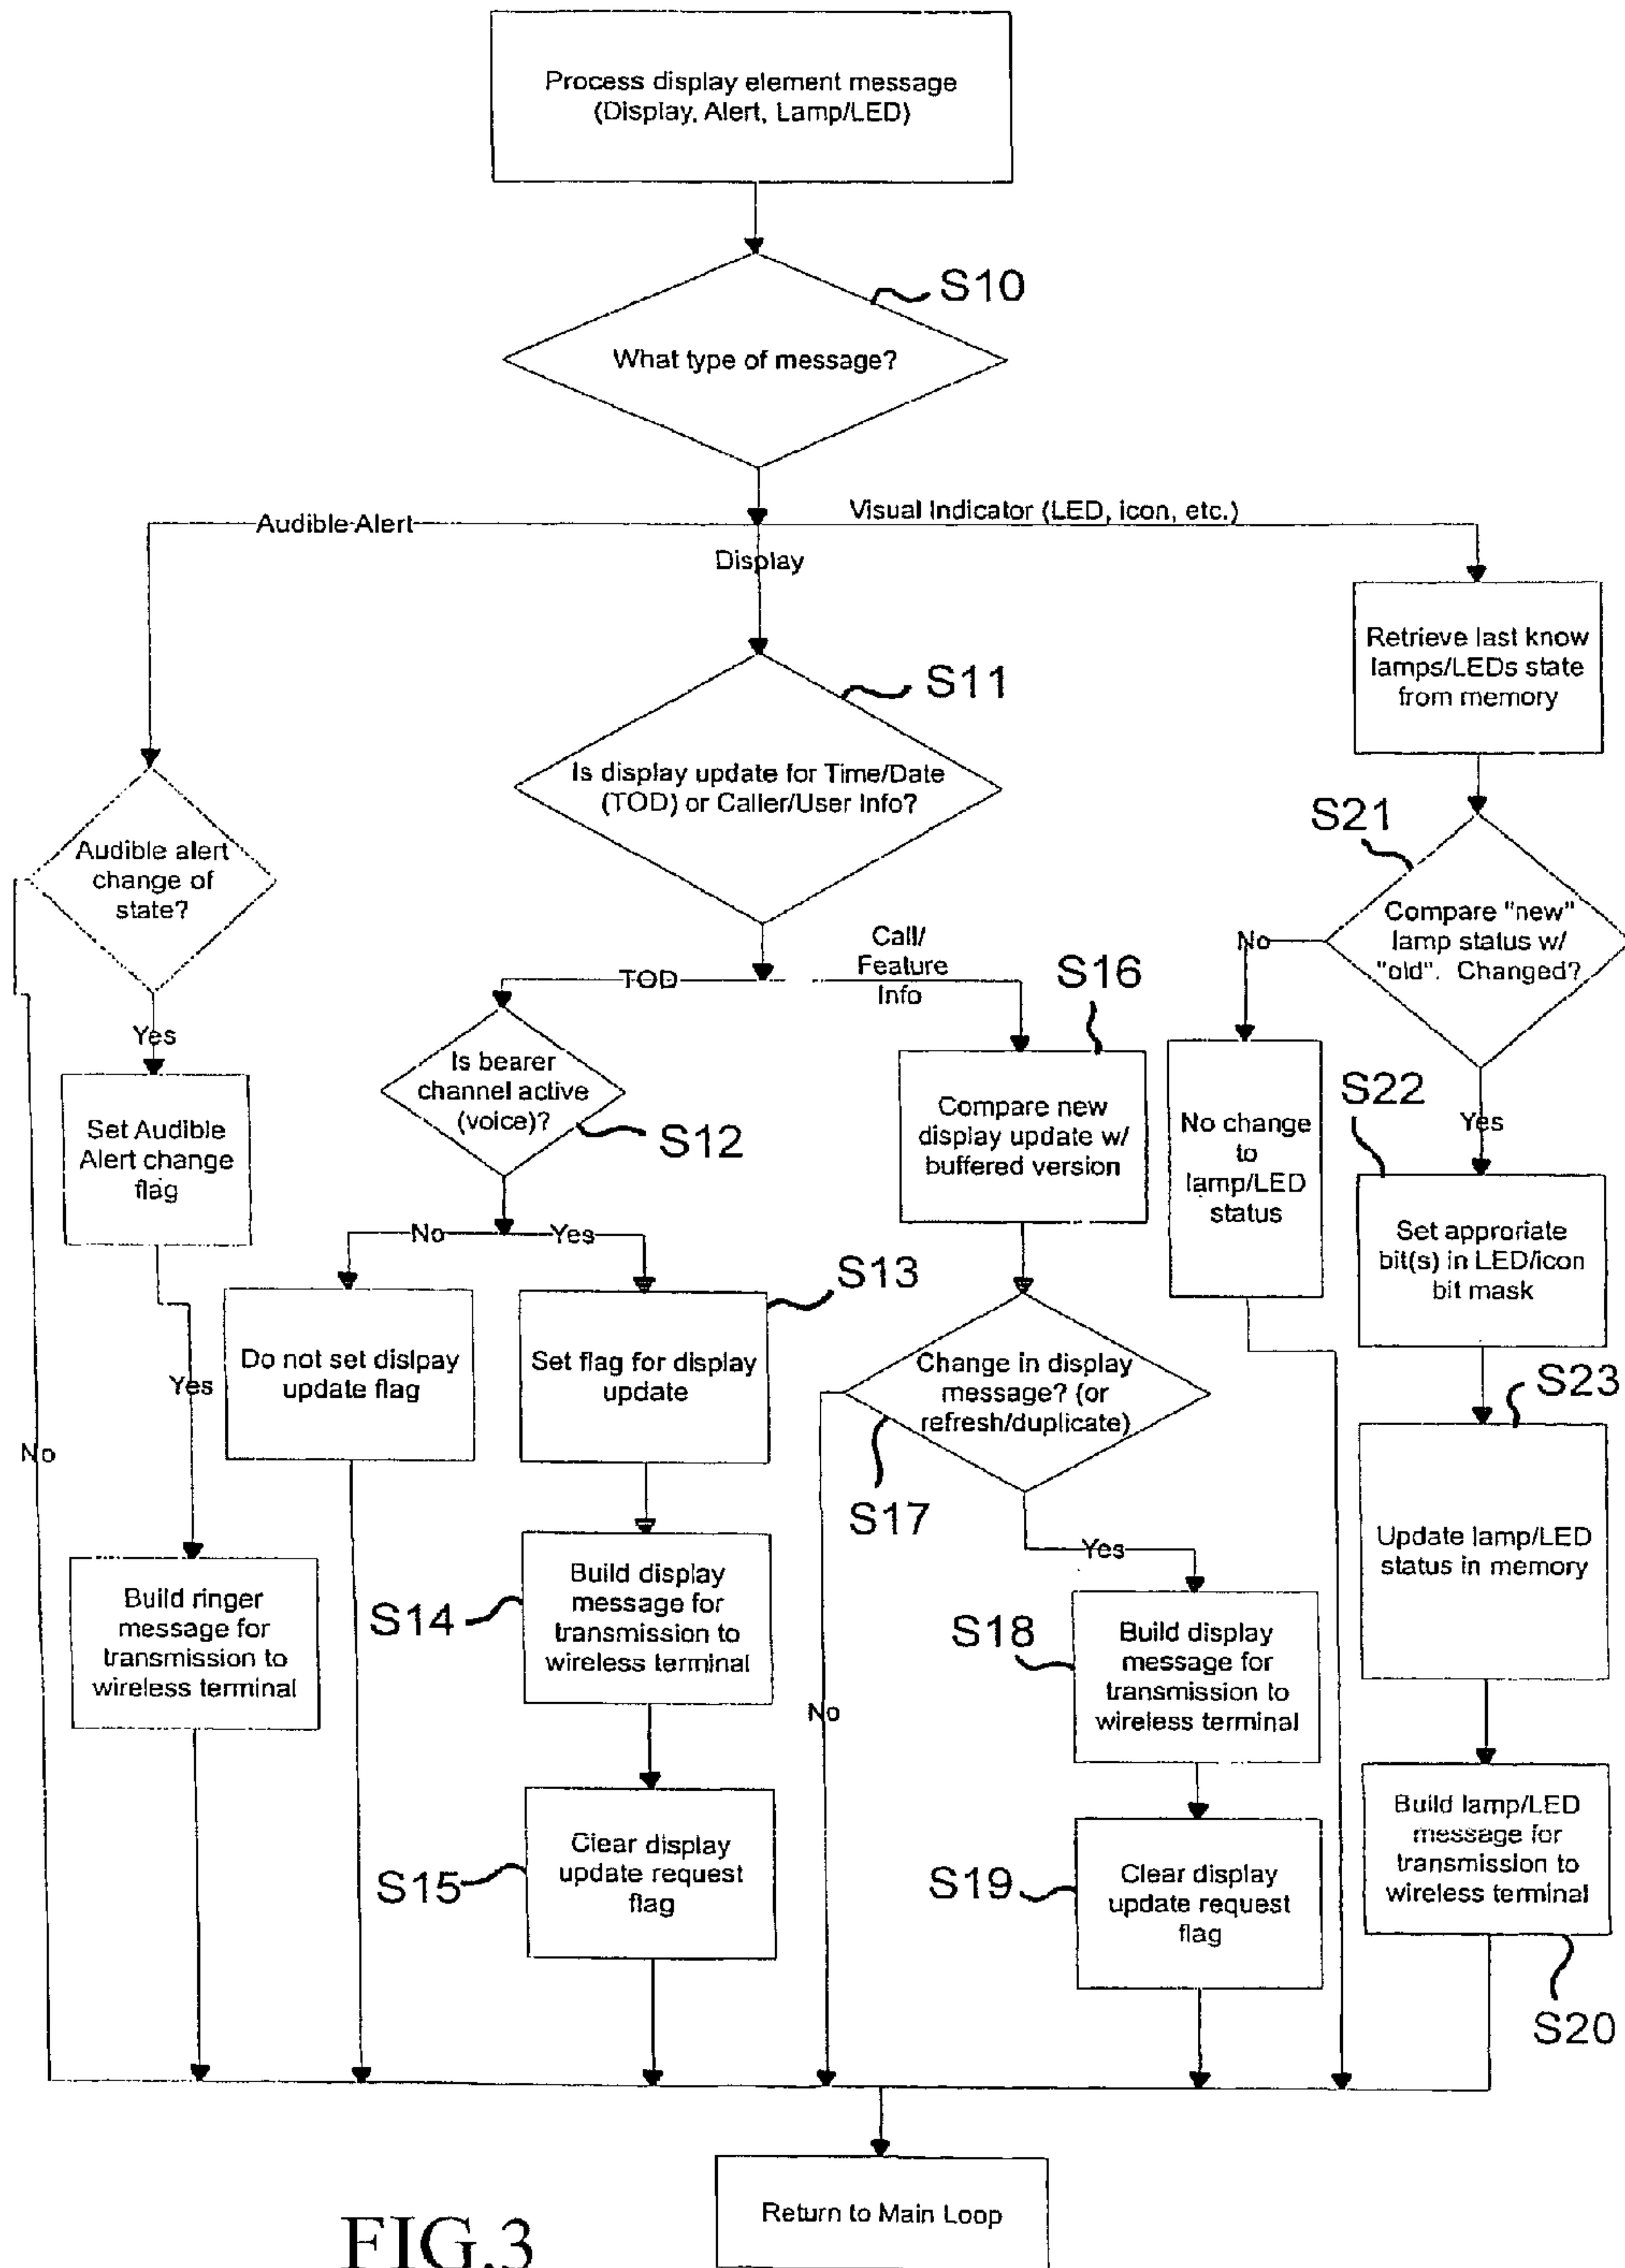 Process display element message
(Display, Alert, Lamp/LED)
S10
What type of message?
Audible Alert
Visual Indicator (LED, icon, etc.)
Display
Retrieve last know
lamps/LEDs state
from memory
S11
Is display update for Time/Date
(TOD) or Caller/User Info?
S21
Audible alert
change of
state?
Compare "new"
lamp status w/
"old".  Changed?
No
Call/
Feature
Info
TOD
S16
Yes
Is bearer
channel active
(voice)?
S12
Set Audible
Alert change
flag
Compare new
display update w/
buffered version
No change
to
lamp/LED
status
S22
Yes
Set approriate
bit(s) in LED/icon
bit mask
No
Yes
S13
Do not set dislpay
update flag
Set flag for display
update
Change in display
message? (or
refresh/duplicate)
Yes
S23
No
S17
Update lamp/LED
status in memory
Yes
Build ringer
message for
transmission to
wireless terminal
S14
Build display
message for
transmission to
wireless terminal
S18
Build display
message for
transmission to
wireless terminal
No
Build lamp/LED
message for
transmission to
wireless terminal
S15
Clear display
update request
flag
S19
Clear display
update request
flag
S20
Return to Main Loop
FIG.3